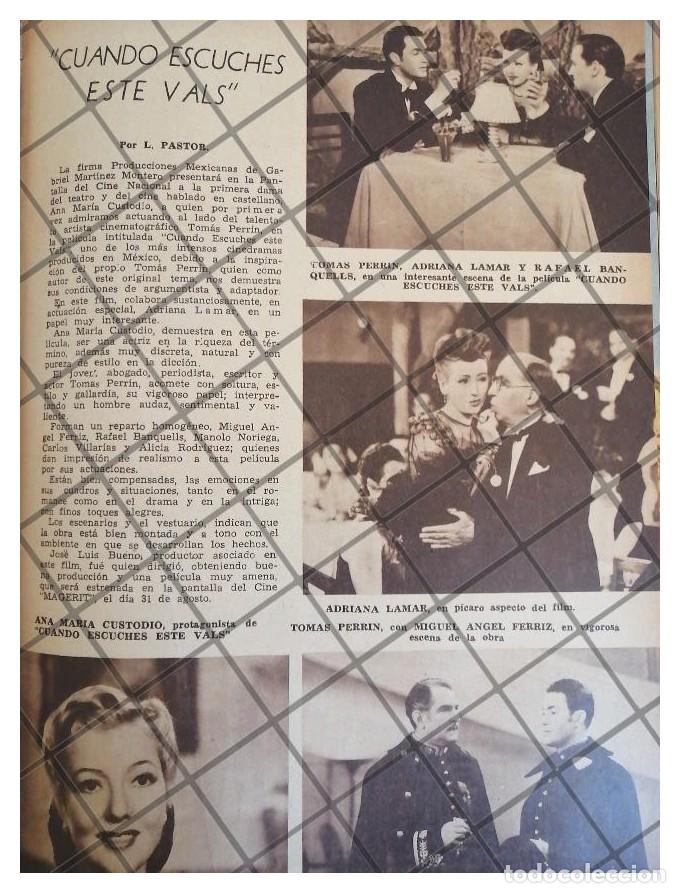 "CUANDO ESCUCHES
ESTE VALS"
Por L. PASTOR.
La firma Producciones Mexicanas de Ga-
briel Martínez Montero presentará en la Pan-
talla del Cine Nacional a la primera dama
del teatro y del cine hablado en castellano,
Ana María Custodio, a quien por primera
vez admiramos actuando al lado del talento-
so artista cinematográfico Tomás Perrín, en
la película intitulada "Cuando Escuches este
Vals", uno de los más intensos cinedramas
producidos en México, debido a la inspira-
ción del propio Tomás Perrín, quien como
autor de este original tema, nos demuestra
sus condiciones de argumentista y adaptador.
En este film, colabora sustanciosamente, en
actuación especial, Adriana Lamar, en un
papel muy interesante.
Ana María Custodio, demuestra en esta pe-
lícula, ser una actriz en la riqueza del tér-
mino, además muy discreta, natural y con
pureza de estilo en la dicción.
El joven, abogado, periodista, escritor y
actor Tomas Perrín, acomete con soltura, es-
tilo y gallardía, su vigoroso papel; interpre-
tando un hombre audaz, sentimental y va-
liente.
Forman un reparto homogéneo, Miguel An-
gel Ferriz, Rafael Banquells, Manolo Noriega,
Carlos Villarías y Alicia Rodríguez; quienes
dan impresión de realismo a esta película
por sus actuaciones.
Están bien compensadas, las emociones en
sus cuadros y situaciones, tanto en el ro-
mance como en el drama y en la intriga;
con finos toques alegres.
Los escenarios y el vestuario, indican que
la obra está bien montada y a tono con el
ambiente en que se desarrollan los hechos.
José Luis Bueno, productor asociado en
este film, fué quien dirigió, obteniendo bue-
na producción y una película muy amena,
que será estrenada en la pantalla del Cine
"MAGERIT", el día 31 de agosto.
TOMAS PERRIN, ADRIANA LAMAR Y RAFAEL BAN-
QUELLS, en una interesante escena de la película "CUANDO
ESCUCHES ESTE VALS".
ADRIANA LAMAR, en pícaro aspecto del film.
ANA MARIA CUSTODIO, protagonista de
"CUANDO ESCUCHES ESTE VALS"
TOMAS PERRIN, con MIGUEL ANGEL FERRIZ, en vigorosa
escena de la obra
todocoleccion